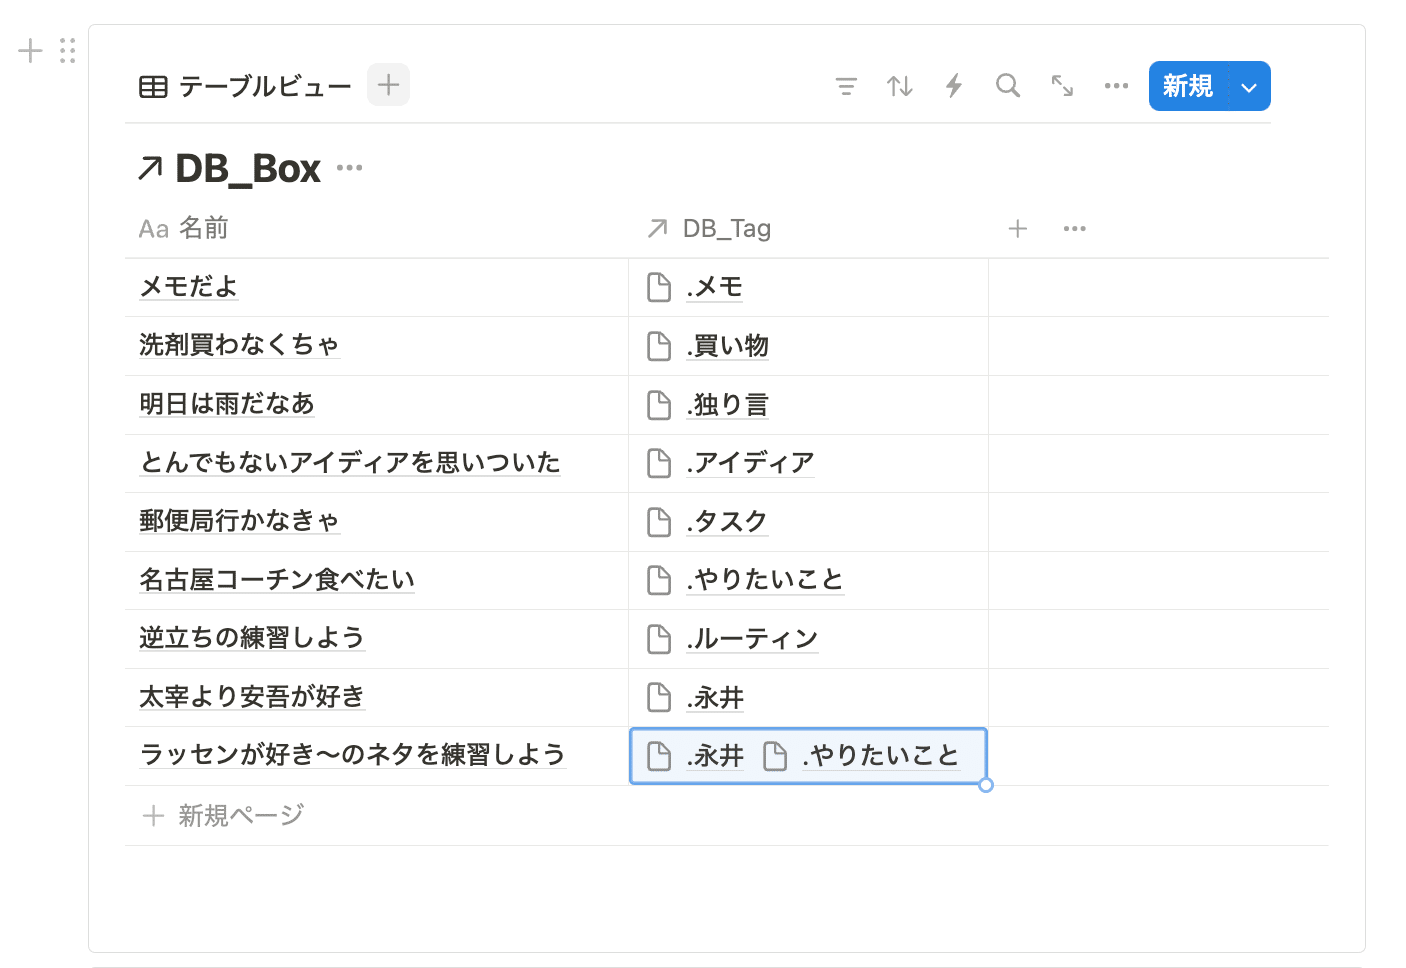 テーブルビュー 新規
DB_Box
Aa 名前 DB_Tag
メモだよ .メモ
洗剤買わなくちゃ .買い物
明日は雨だなあ .独り言
とんでもないアイディアを思いついた .アイディア
郵便局行かなきゃ .タスク
名古屋コーチン食べたい .やりたいこと
逆立ちの練習しよう .ルーティン
太宰より安吾が好き .永井
ラッセンが好き〜のネタを練習しよう .永井 .やりたいこと
新規ページ